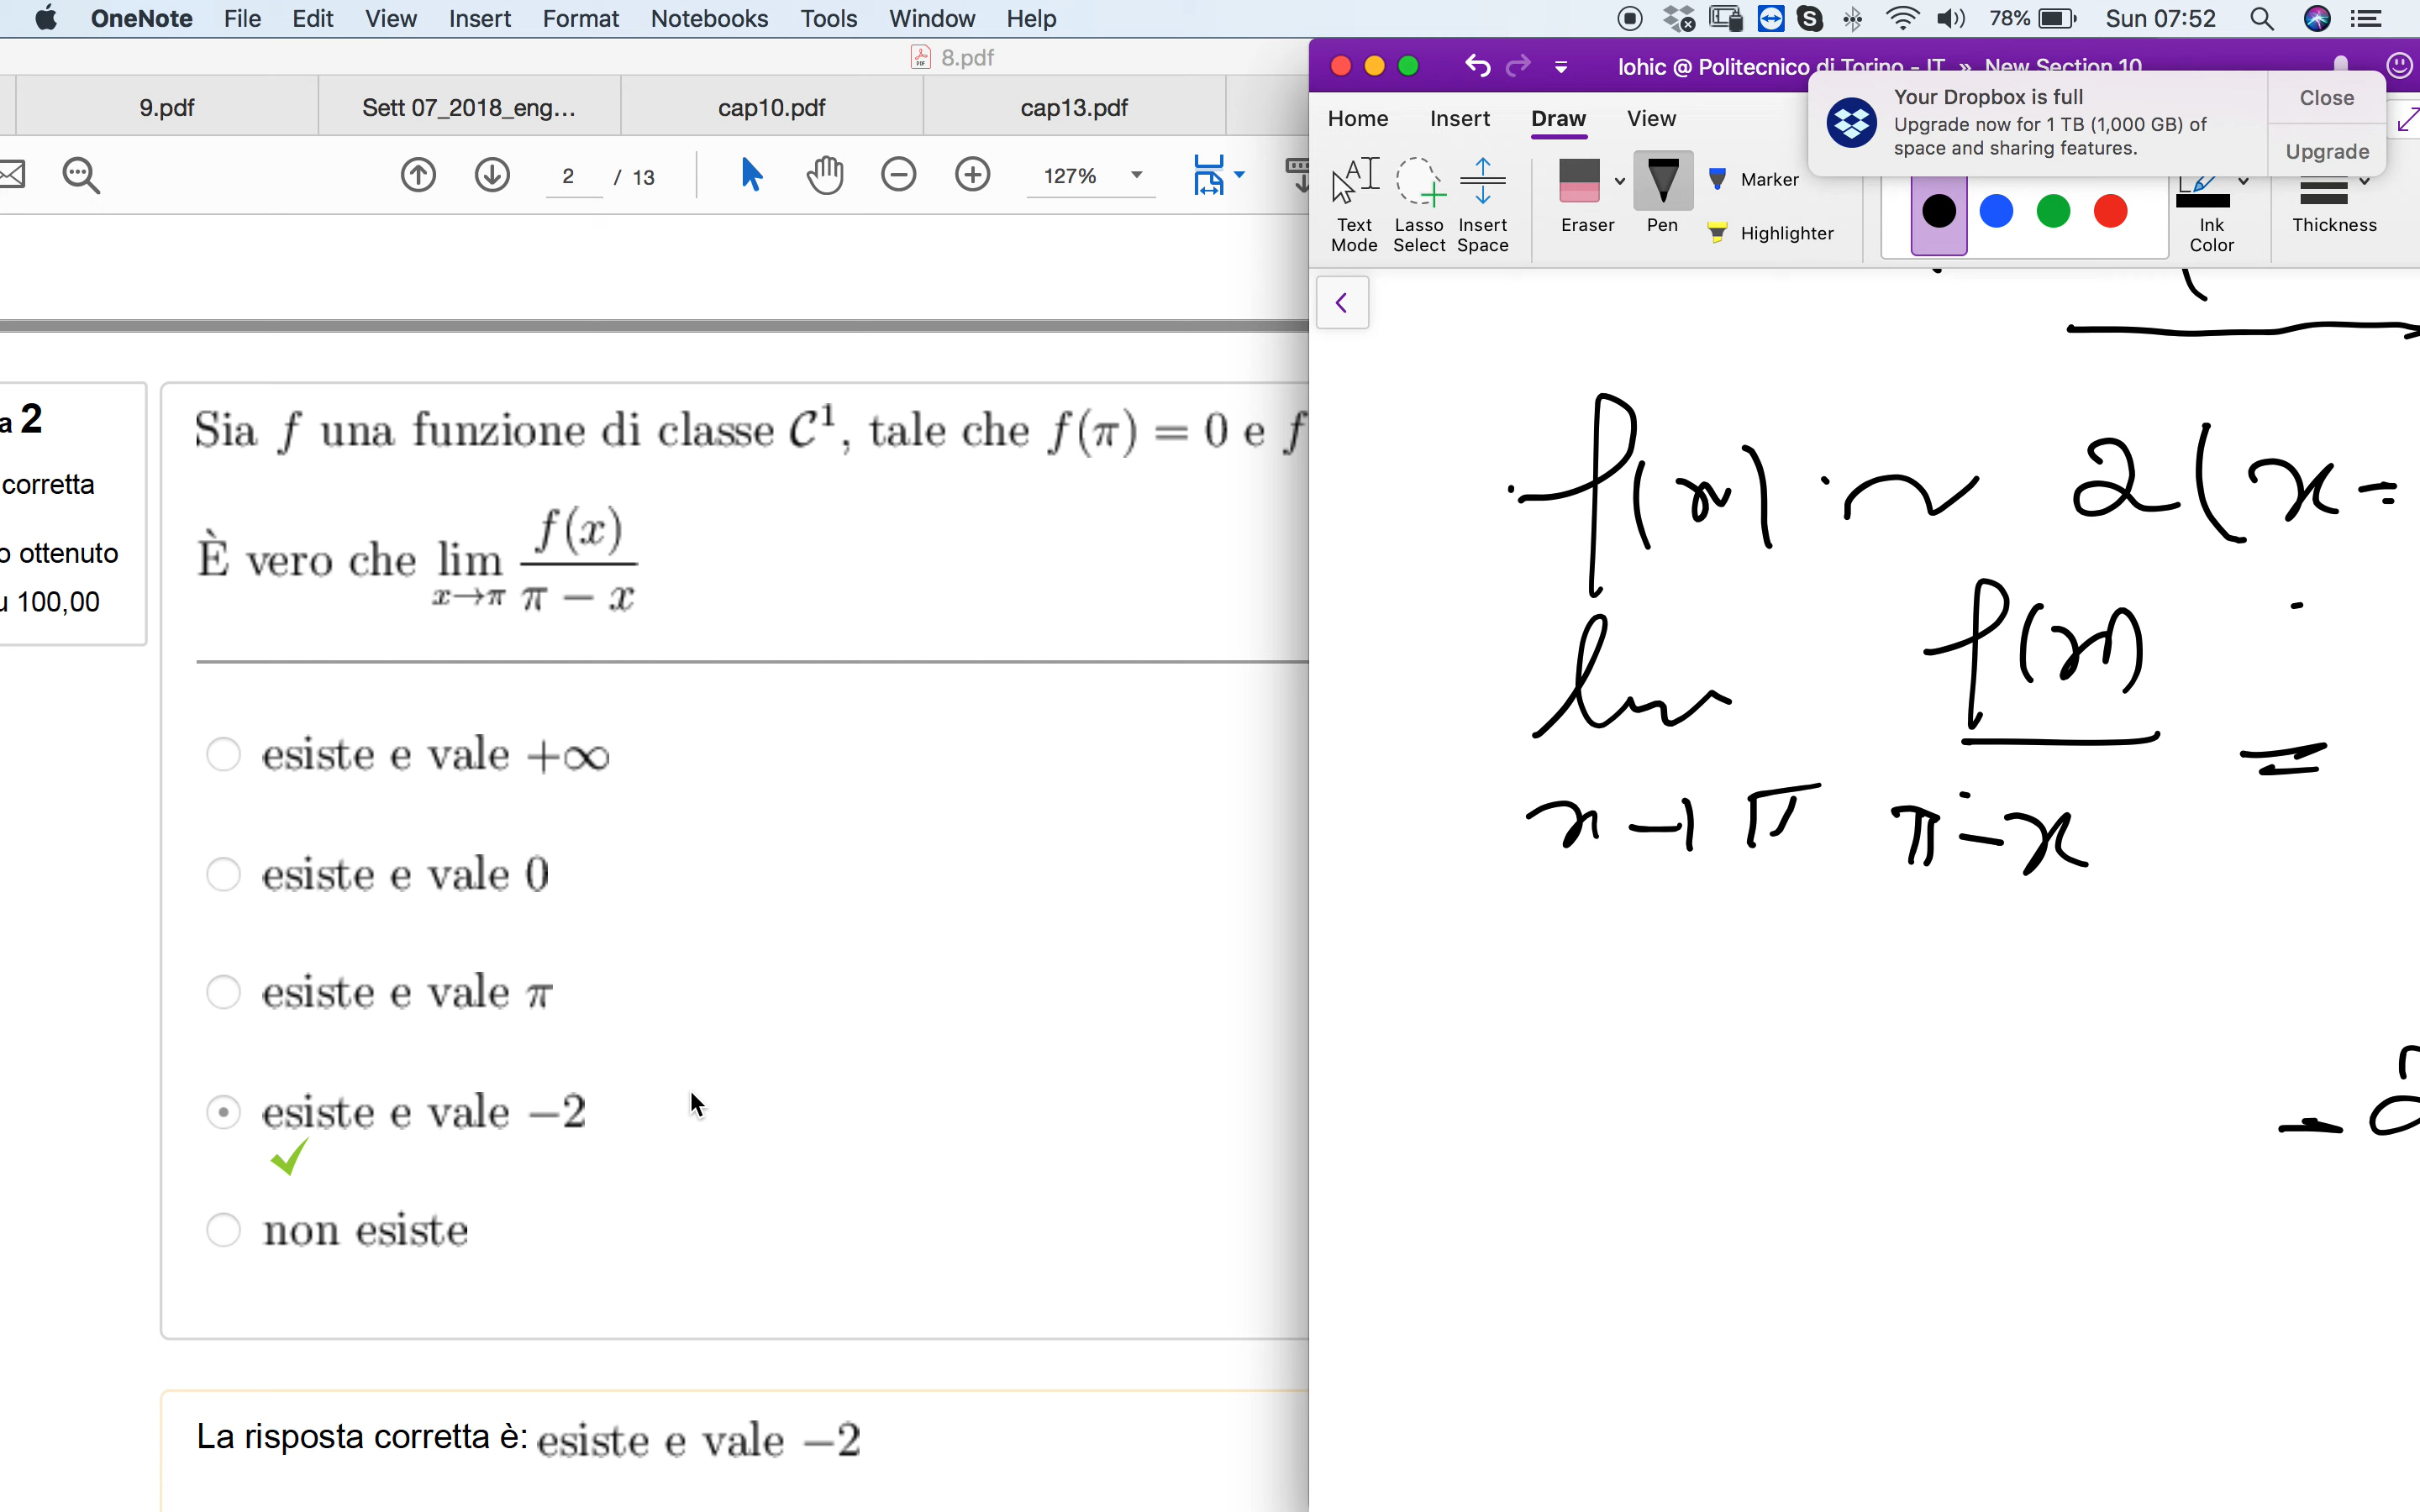 OneNote File Edit View Insert Format Notebooks Tools Window Help 78% Sun 07:52
8.pdf
9.pdf Sett 07_2018_eng... cap10.pdf cap13.pdf
2 / 13 127%
a 2
corretta
o ottenuto
u 100,00
Sia f una funzione di classe C¹, tale che f(π) = 0 e f
È vero che lim x→π f(x) / π − x
esiste e vale +∞
esiste e vale 0
esiste e vale π
esiste e vale −2
non esiste
La risposta corretta è: esiste e vale −2
lohic @ Politecnico di Torino - IT » New Section 10
Your Dropbox is full
Upgrade now for 1 TB (1,000 GB) of
space and sharing features.
Close
Upgrade
Home Insert Draw View
Text Mode
Lasso Select
Insert Space
Eraser
Pen
Marker
Highlighter
Ink Color
Thickness
f(x) ~ 2(x-
lim x→π f(x) / π-x =
-2